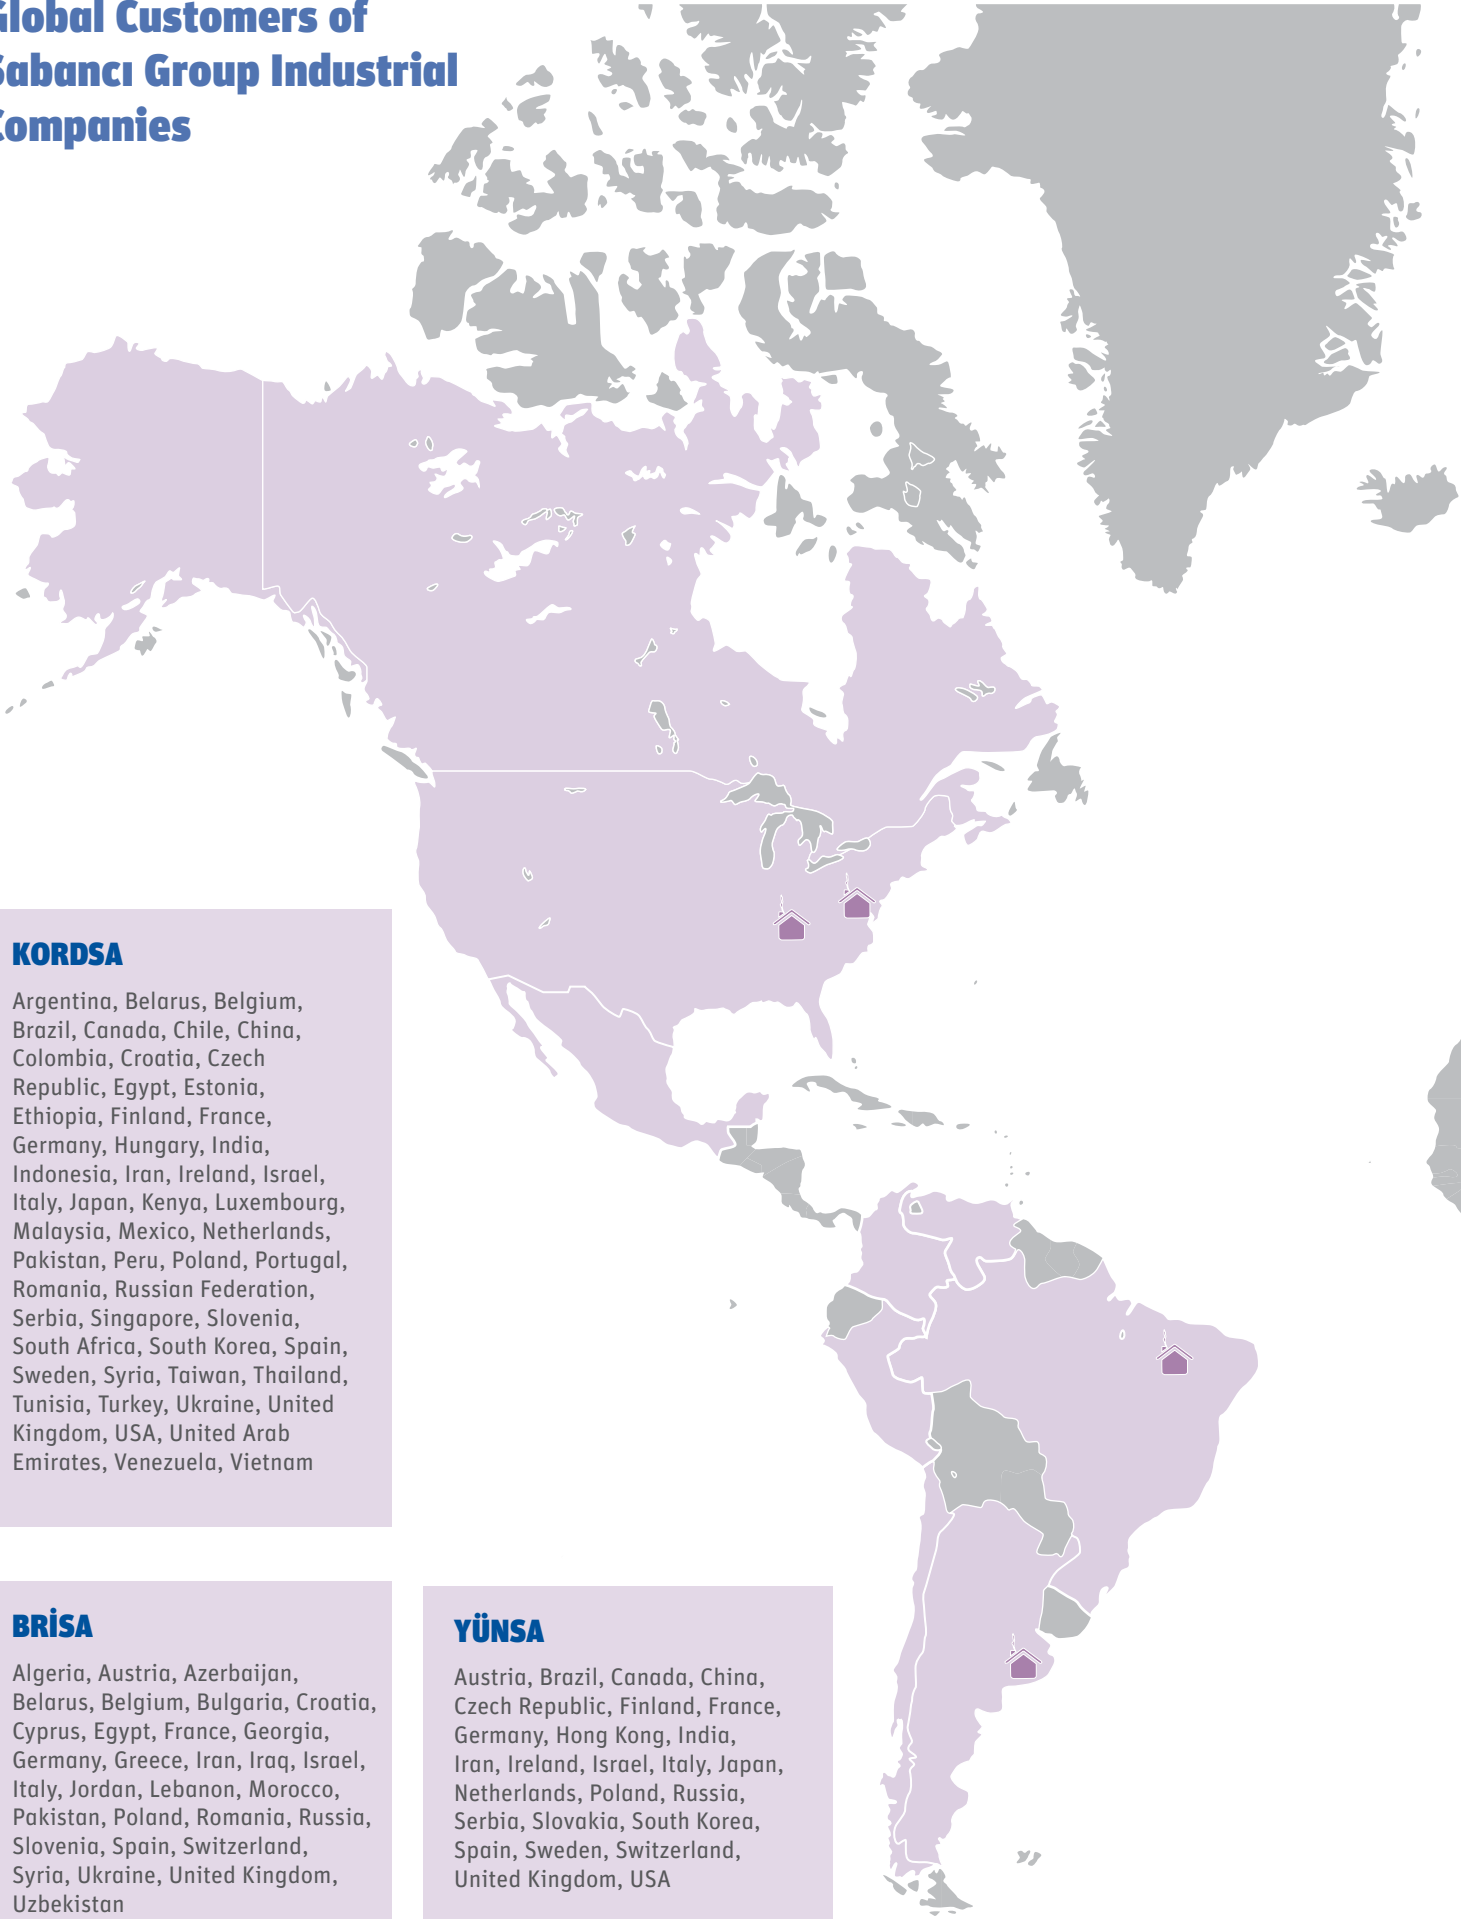 Global Customers of
Sabancı Group Industrial
Companies
KORDSA
Argentina, Belarus, Belgium,
Brazil, Canada, Chile, China,
Colombia, Croatia, Czech
Republic, Egypt, Estonia,
Ethiopia, Finland, France,
Germany, Hungary, India,
Indonesia, Iran, Ireland, Israel,
Italy, Japan, Kenya, Luxembourg,
Malaysia, Mexico, Netherlands,
Pakistan, Peru, Poland, Portugal,
Romania, Russian Federation,
Serbia, Singapore, Slovenia,
South Africa, South Korea, Spain,
Sweden, Syria, Taiwan, Thailand,
Tunisia, Turkey, Ukraine, United
Kingdom, USA, United Arab
Emirates, Venezuela, Vietnam
BRİSA
Algeria, Austria, Azerbaijan,
Belarus, Belgium, Bulgaria, Croatia,
Cyprus, Egypt, France, Georgia,
Germany, Greece, Iran, Iraq, Israel,
Italy, Jordan, Lebanon, Morocco,
Pakistan, Poland, Romania, Russia,
Slovenia, Spain, Switzerland,
Syria, Ukraine, United Kingdom,
Uzbekistan
YÜNSA
Austria, Brazil, Canada, China,
Czech Republic, Finland, France,
Germany, Hong Kong, India,
Iran, Ireland, Israel, Italy, Japan,
Netherlands, Poland, Russia,
Serbia, Slovakia, South Korea,
Spain, Sweden, Switzerland,
United Kingdom, USA